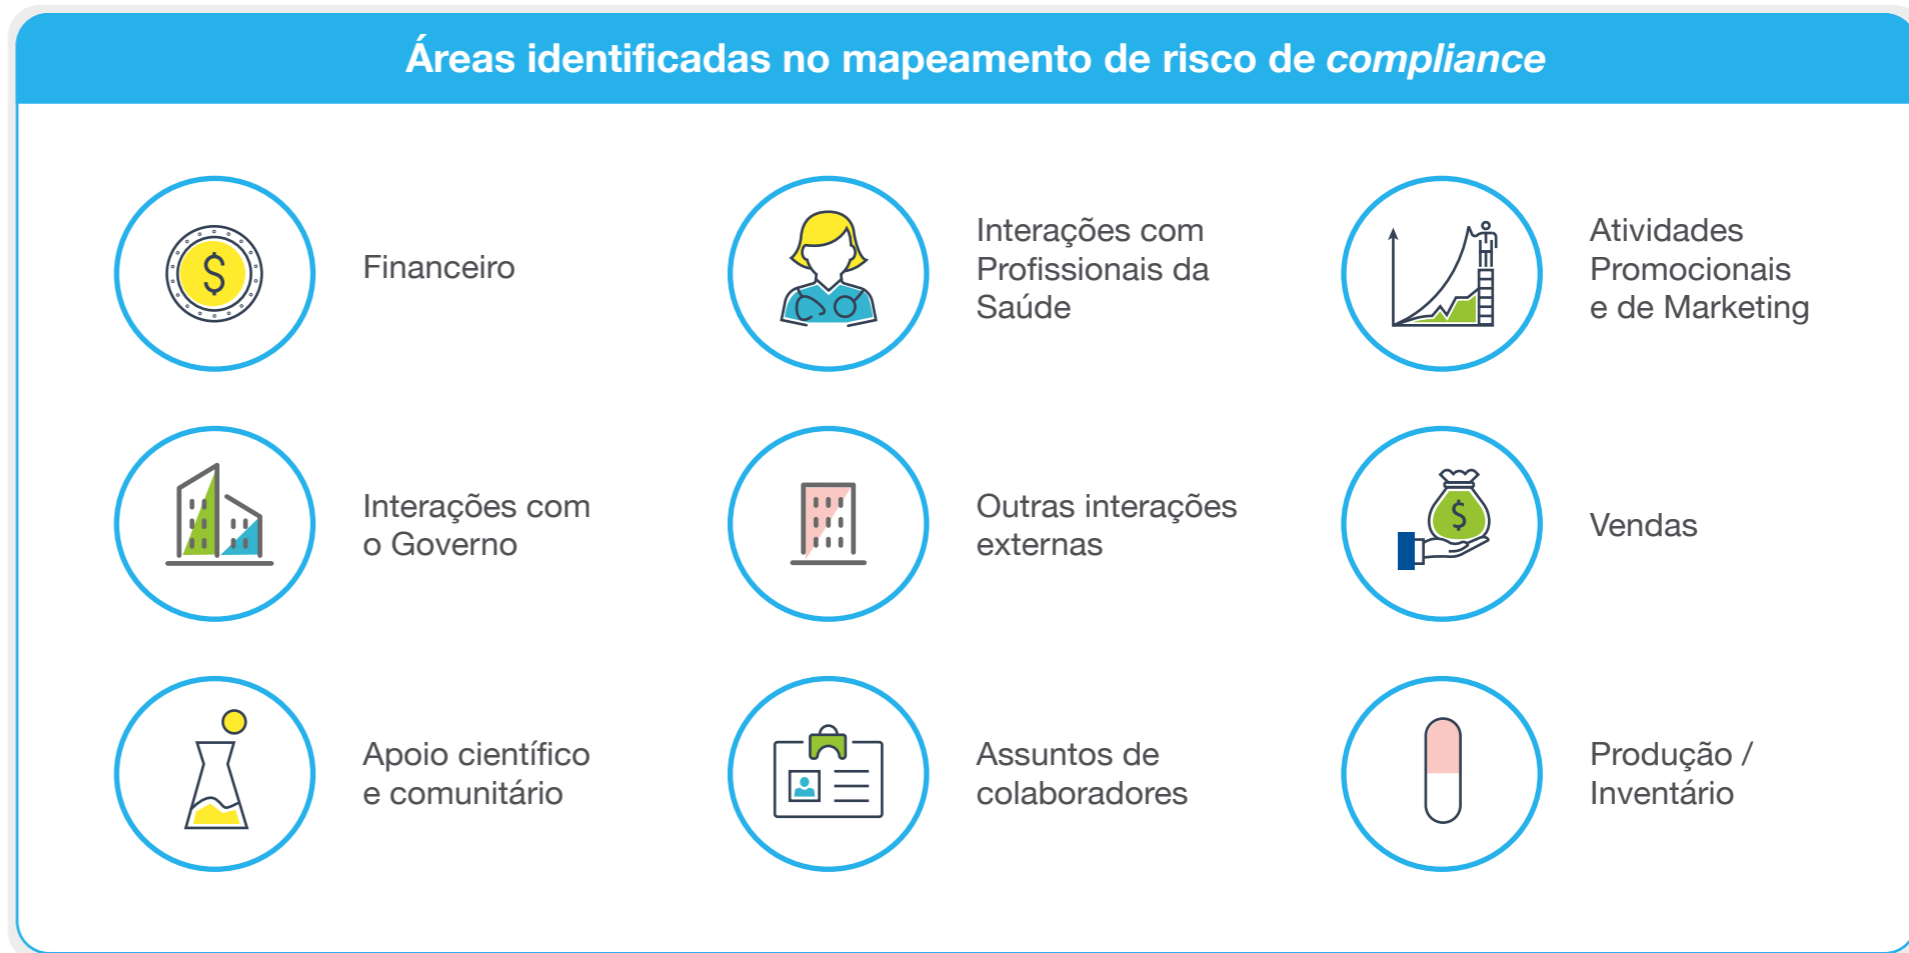 Áreas identificadas no mapeamento de risco de compliance
Financeiro
Interações com
Profissionais da
Saúde
Atividades
Promocionais
e de Marketing
Interações com
o Governo
Outras interações
externas
Vendas
Apoio científico
e comunitário
Assuntos de
colaboradores
Produção /
Inventário